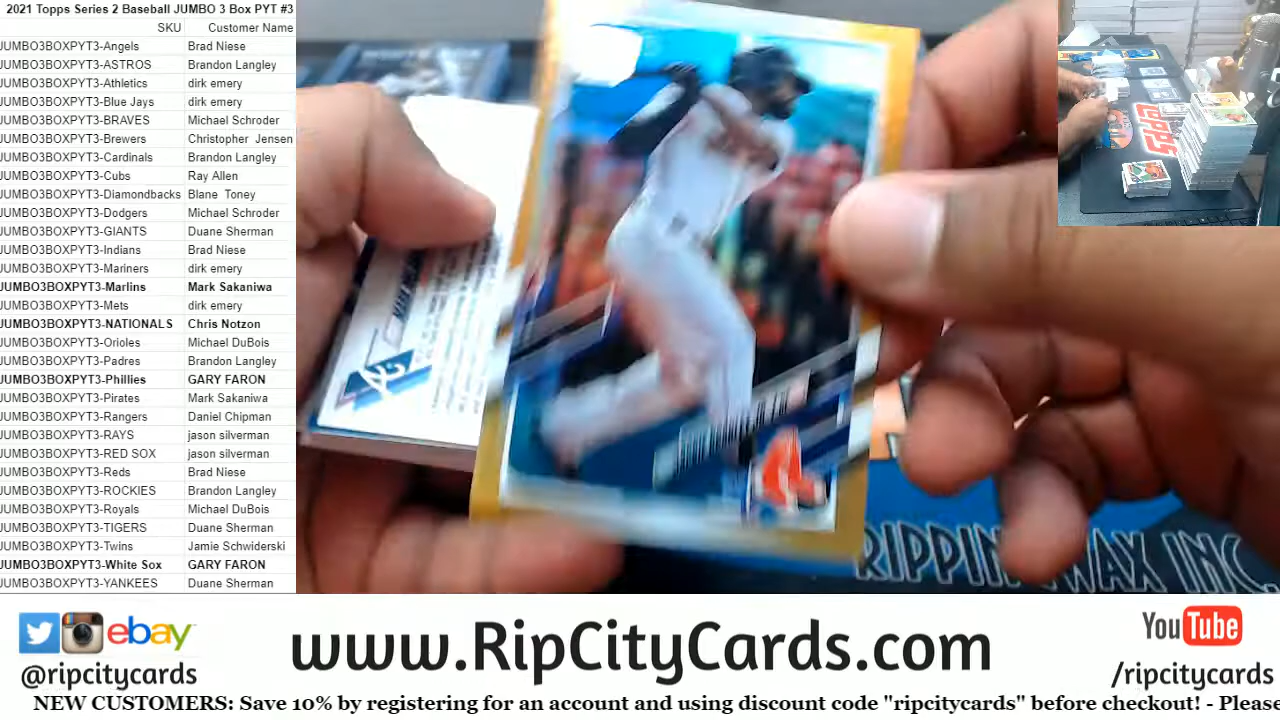 2021 Topps Series 2 Baseball JUMBO 3 Box PYT #3
SKU Customer Name
JUMBO3BOXPYT3-Angels Brad Niese
JUMBO3BOXPYT3-ASTROS Brandon Langley
JUMBO3BOXPYT3-Athletics dirk emery
JUMBO3BOXPYT3-Blue Jays dirk emery
JUMBO3BOXPYT3-BRAVES Michael Schroder
JUMBO3BOXPYT3-Brewers Christopher Jensen
JUMBO3BOXPYT3-Cardinals Brandon Langley
JUMBO3BOXPYT3-Cubs Ray Allen
JUMBO3BOXPYT3-Diamondbacks Blane Toney
JUMBO3BOXPYT3-Dodgers Michael Schroder
JUMBO3BOXPYT3-GIANTS Duane Sherman
JUMBO3BOXPYT3-Indians Brad Niese
JUMBO3BOXPYT3-Mariners dirk emery
JUMBO3BOXPYT3-Marlins Mark Sakaniwa
JUMBO3BOXPYT3-Mets dirk emery
JUMBO3BOXPYT3-NATIONALS Chris Notzon
JUMBO3BOXPYT3-Orioles Michael DuBois
JUMBO3BOXPYT3-Padres Brandon Langley
JUMBO3BOXPYT3-Phillies GARY FARON
JUMBO3BOXPYT3-Pirates Mark Sakaniwa
JUMBO3BOXPYT3-Rangers Daniel Chipman
JUMBO3BOXPYT3-RAYS jason silverman
JUMBO3BOXPYT3-RED SOX jason silverman
JUMBO3BOXPYT3-Reds Brad Niese
JUMBO3BOXPYT3-ROCKIES Brandon Langley
JUMBO3BOXPYT3-Royals Michael DuBois
JUMBO3BOXPYT3-TIGERS Duane Sherman
JUMBO3BOXPYT3-Twins Jamie Schwiderski
JUMBO3BOXPYT3-White Sox GARY FARON
JUMBO3BOXPYT3-YANKEES Duane Sherman
topps
RIPPIN WAX INC.
ebay
@ripcitycards
www.RipCityCards.com
YouTube
/ripcitycards
NEW CUSTOMERS: Save 10% by registering for an account and using discount code "ripcitycards" before checkout! - Please